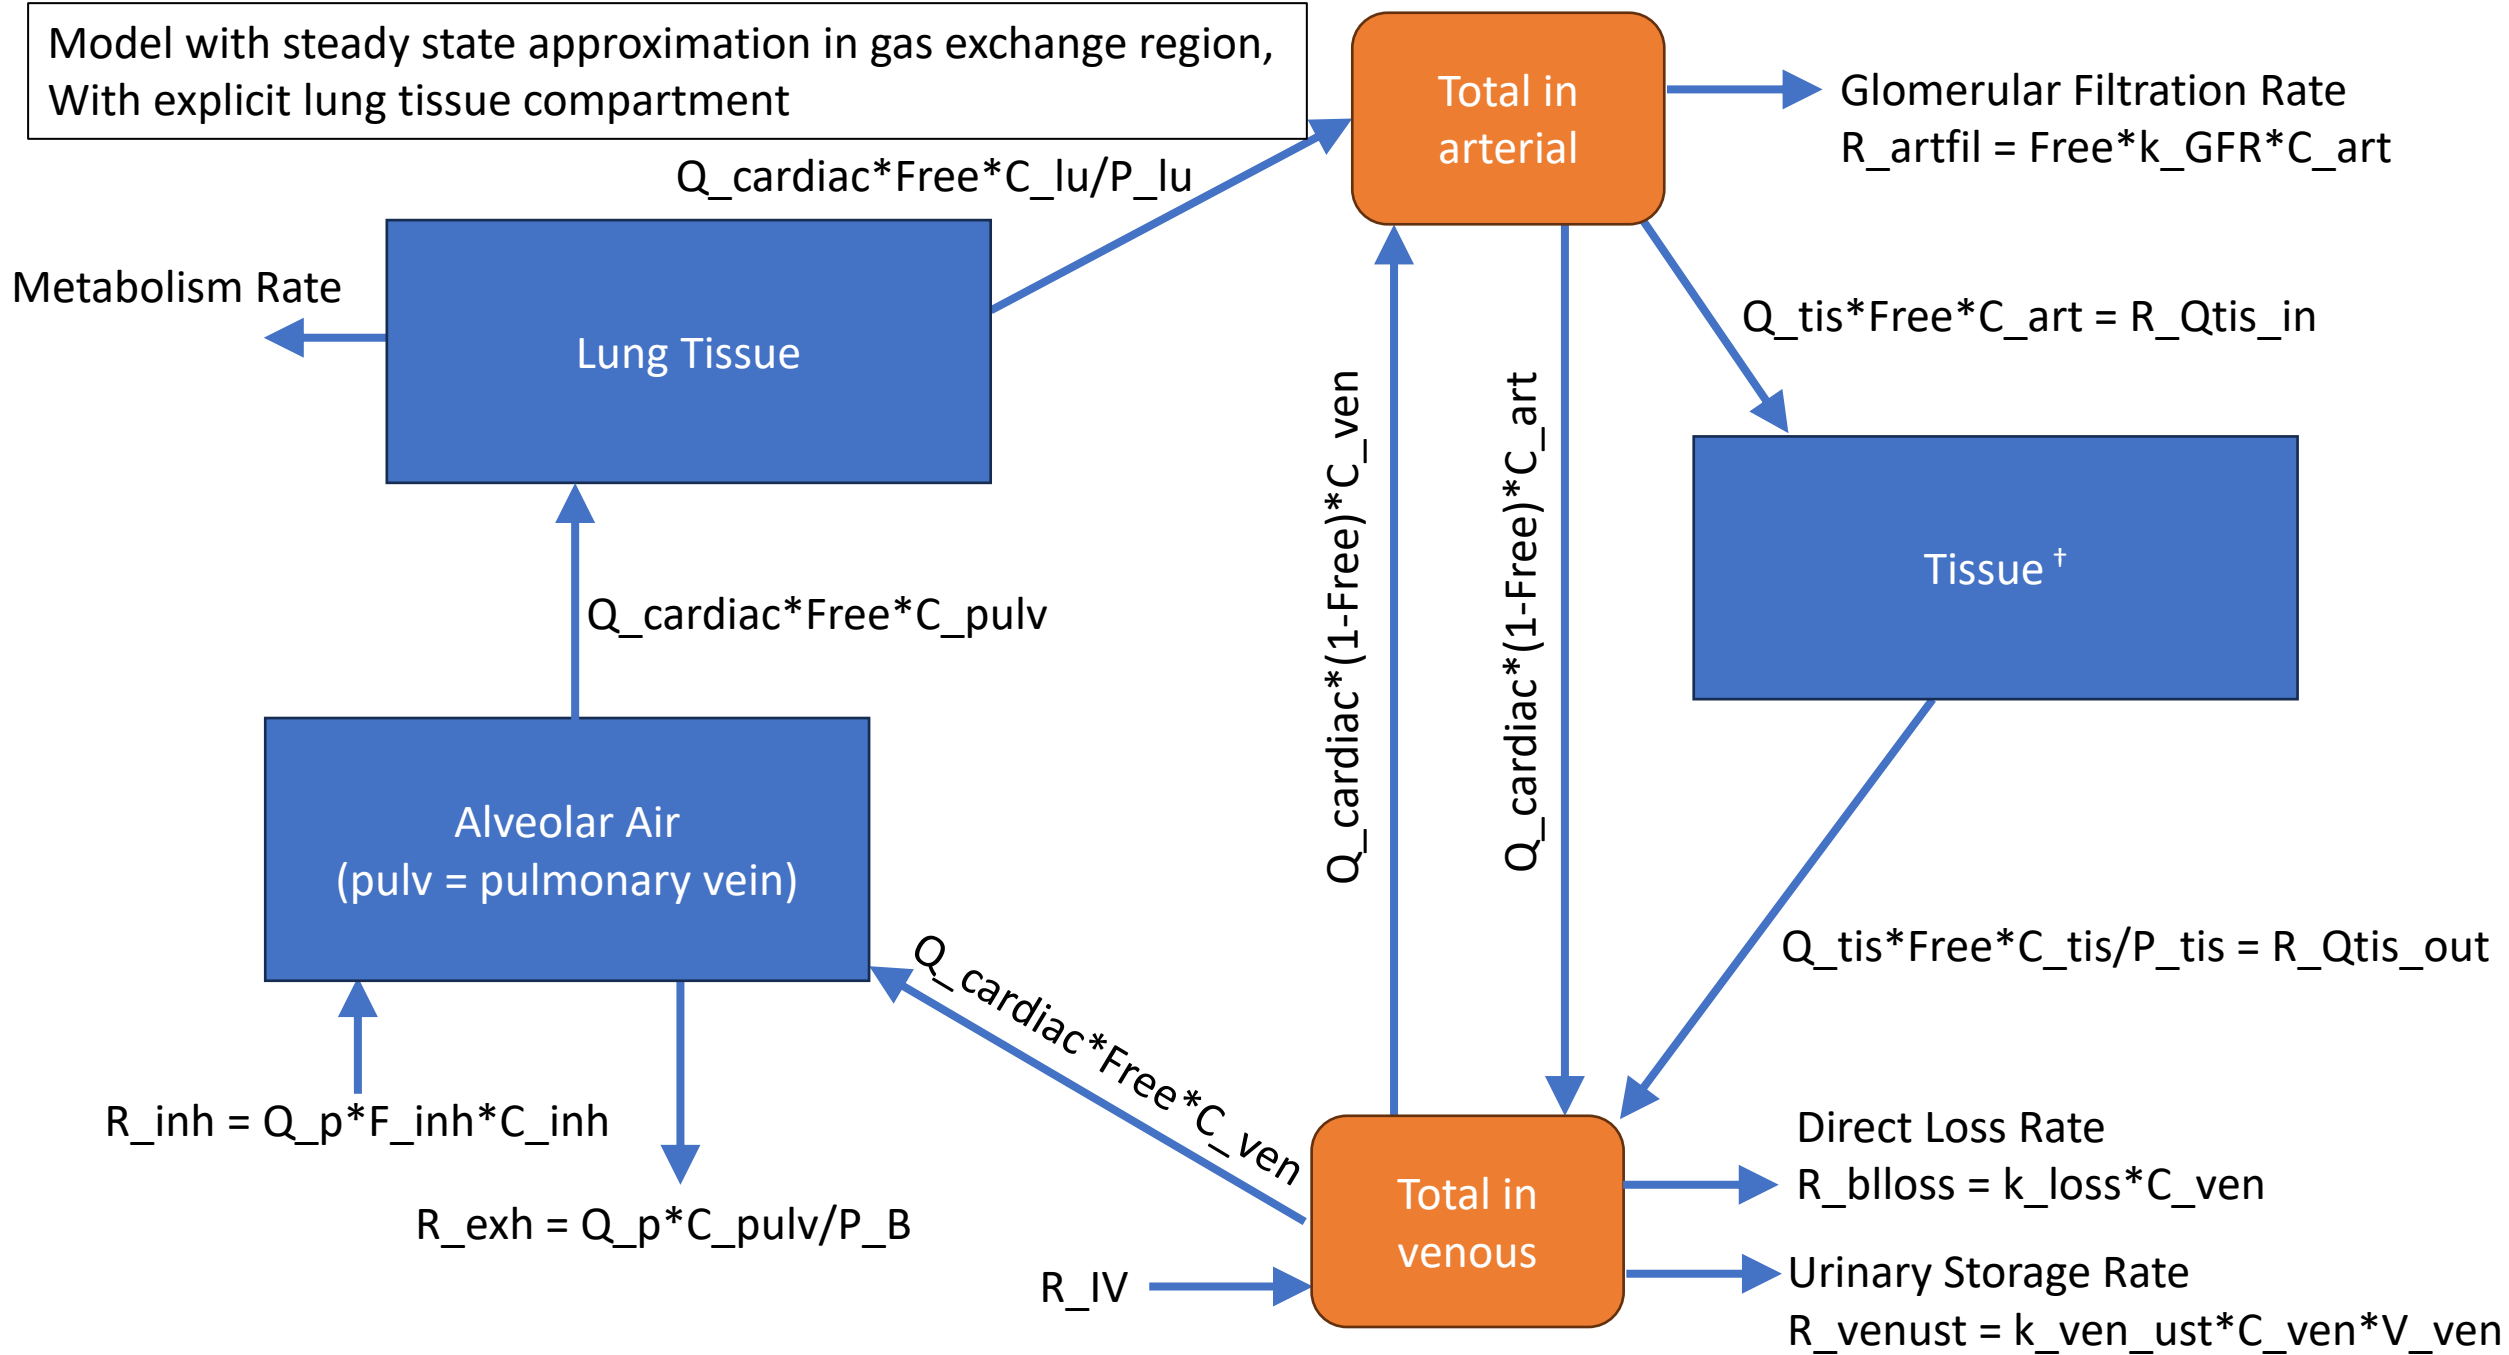 Model with steady state approximation in gas exchange region,
With explicit lung tissue compartment
Total in
arterial
Glomerular Filtration Rate
R_artfil = Free*k_GFR*C_art
Q_cardiac*Free*C_lu/P_lu
Metabolism Rate
Lung Tissue
Q_tis*Free*C_art = R_Qtis_in
Q_cardiac*(1-Free)*C_ven
Q_cardiac*(1-Free)*C_art
Tissue †
Q_cardiac*Free*C_pulv
Alveolar Air
(pulv = pulmonary vein)
Q_cardiac*Free*C_ven
Q_tis*Free*C_tis/P_tis = R_Qtis_out
R_inh = Q_p*F_inh*C_inh
R_exh = Q_p*C_pulv/P_B
Total in
venous
Direct Loss Rate
R_blloss = k_loss*C_ven
R_IV
Urinary Storage Rate
R_venust = k_ven_ust*C_ven*V_ven